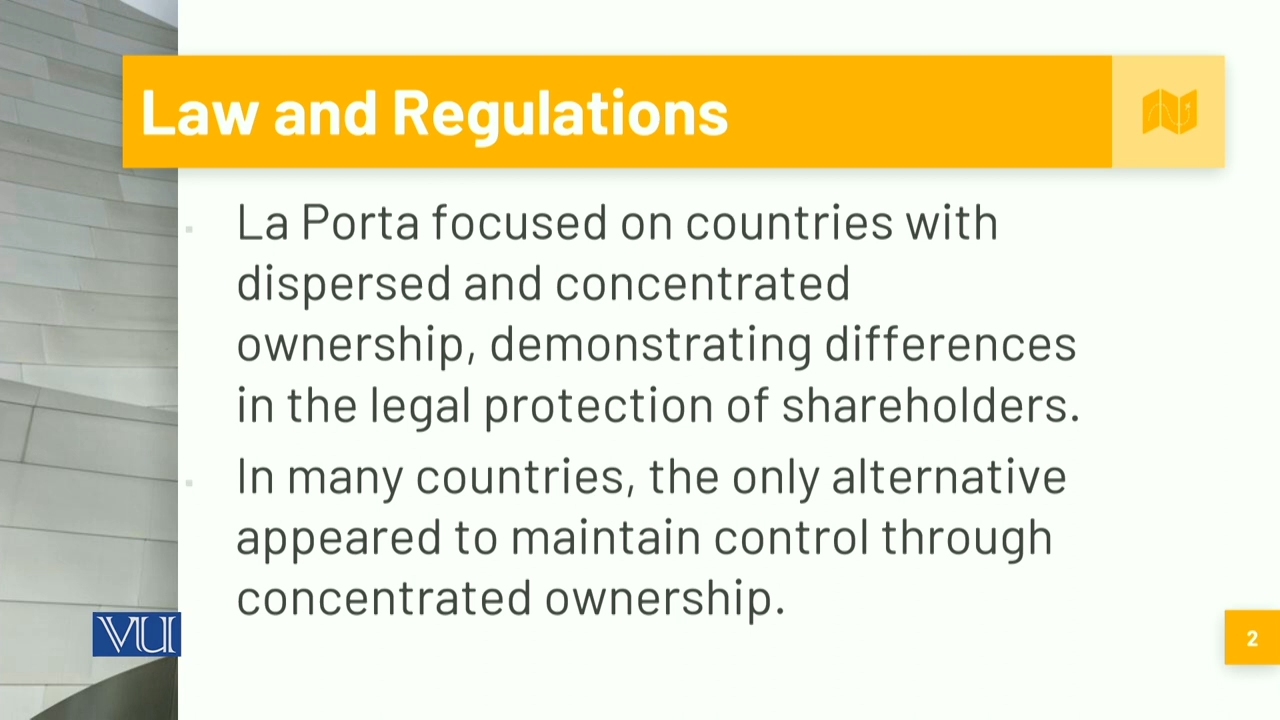 Law and Regulations
La Porta focused on countries with
dispersed and concentrated
ownership, demonstrating differences
in the legal protection of shareholders.
In many countries, the only alternative
appeared to maintain control through
concentrated ownership.
VU
2